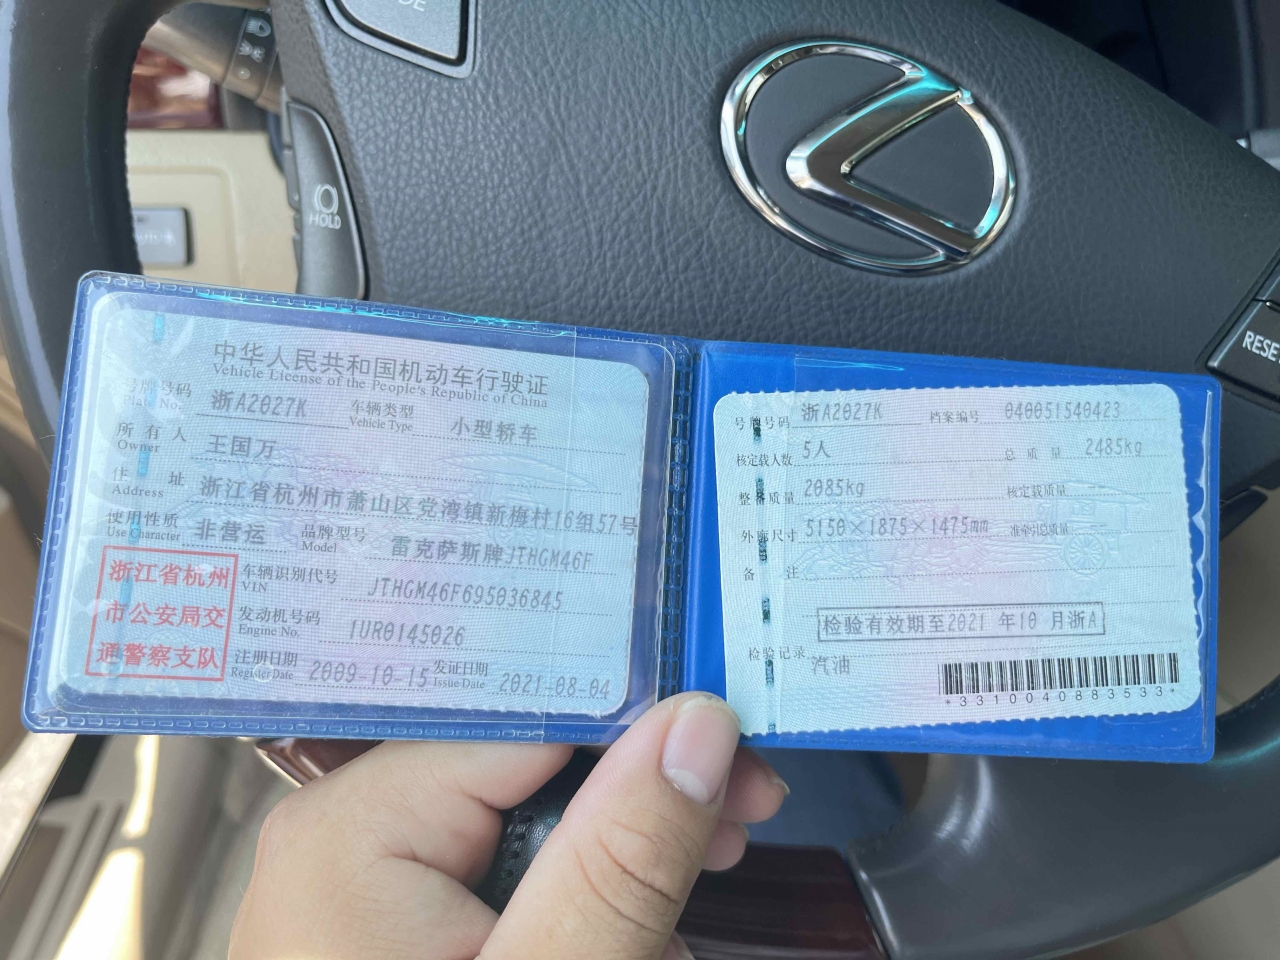 HOLD
RESE
中华人民共和国机动车行驶证
Vehicle License of the People's Republic of China
号牌号码 浙A2027K 车辆类型 小型轿车
Plate No. Vehicle Type
所有人 王国万
Owner
住址 浙江省杭州市萧山区党湾镇新梅村16组57号
Address
使用性质 非营运 品牌型号 雷克萨斯牌JTHGM46F
Use Character Model
浙江省杭州
市公安局交
通警察支队
车辆识别代号 JTHGM46F695036845
VIN
发动机号码 1UR0145026
Engine No.
注册日期 2009-10-15 发证日期 2021-08-04
Register Date Issue Date
号牌号码 浙A2027K 档案编号 040051540423
核定载人数 5人 总质量 2485kg
整备质量 2085kg 核定载质量
外廓尺寸 5150×1875×1475mm 准牵引总质量 --
备注
检验有效期至2021 年10 月浙A
检验记录 汽油
*3310040883533*